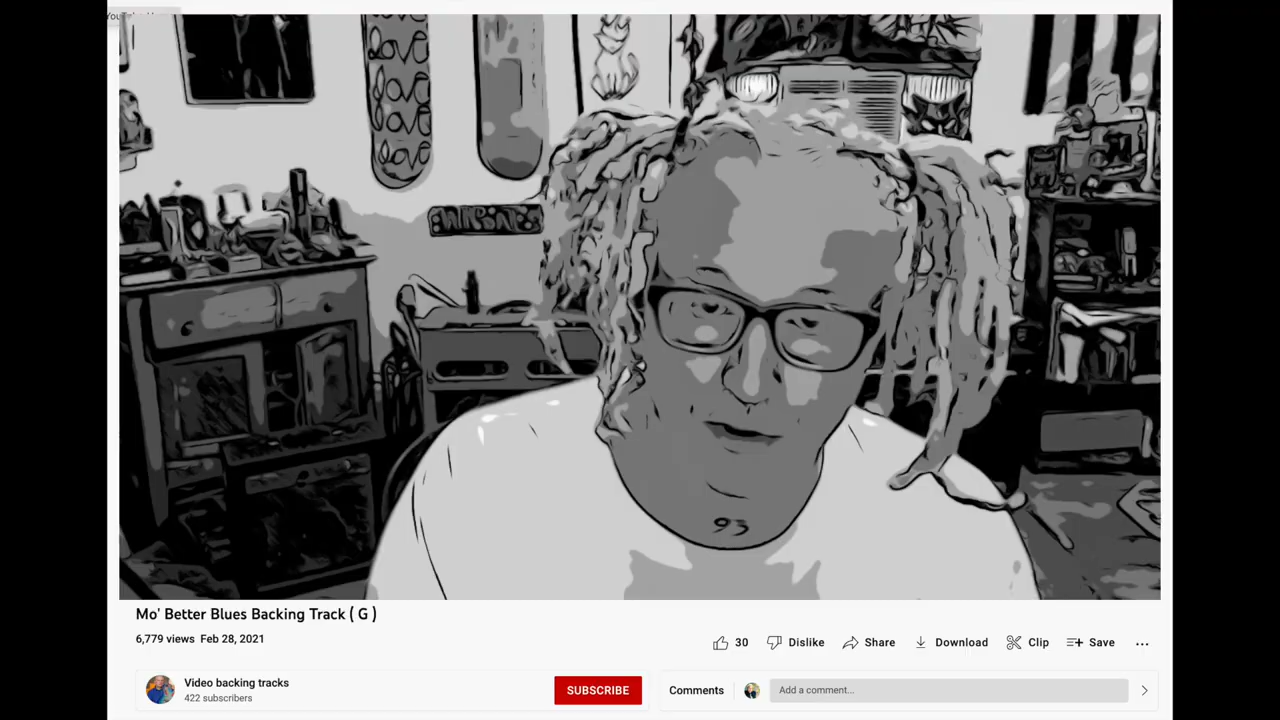 love
love
love
love
love
93
Mo' Better Blues Backing Track ( G )
6,779 views Feb 28, 2021
30 Dislike Share Download Clip Save ...
Video backing tracks
422 subscribers
SUBSCRIBE
Comments
Add a comment...